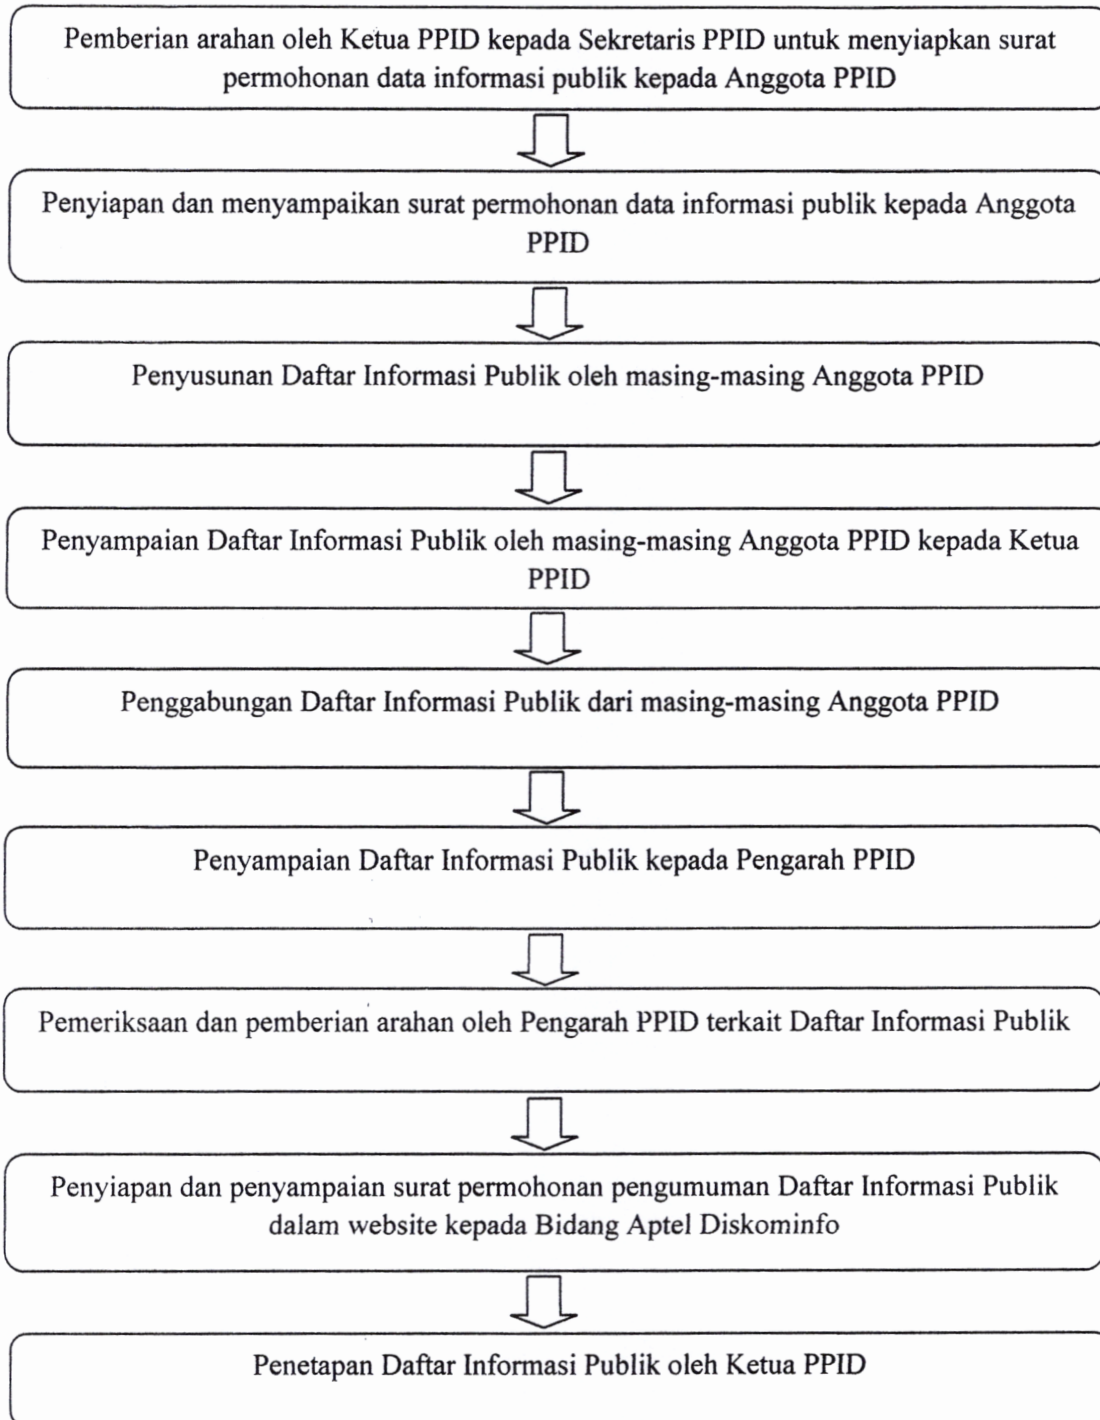 Pemberian arahan oleh Ketua PPID kepada Sekretaris PPID untuk menyiapkan surat
permohonan data informasi publik kepada Anggota PPID
Penyiapan dan menyampaikan surat permohonan data informasi publik kepada Anggota
PPID
Penyusunan Daftar Informasi Publik oleh masing-masing Anggota PPID
Penyampaian Daftar Informasi Publik oleh masing-masing Anggota PPID kepada Ketua
PPID
Penggabungan Daftar Informasi Publik dari masing-masing Anggota PPID
Penyampaian Daftar Informasi Publik kepada Pengarah PPID
Pemeriksaan dan pemberian arahan oleh Pengarah PPID terkait Daftar Informasi Publik
Penyiapan dan penyampaian surat permohonan pengumuman Daftar Informasi Publik
dalam website kepada Bidang Aptel Diskominfo
Penetapan Daftar Informasi Publik oleh Ketua PPID